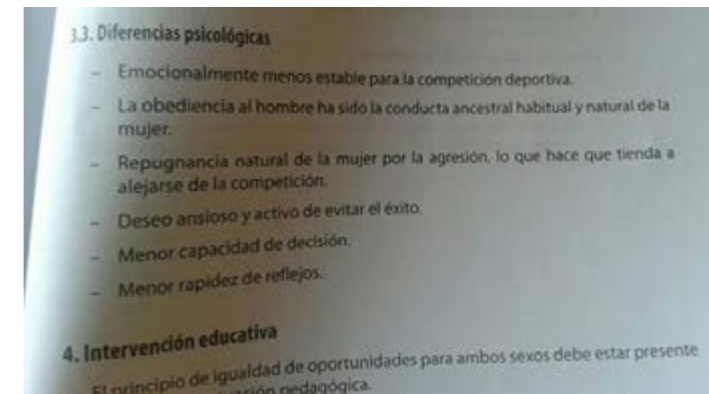 3.3. Diferencias psicológicas
– Emocionalmente menos estable para la competición deportiva.
– La obediencia al hombre ha sido la conducta ancestral habitual y natural de la
mujer.
– Repugnancia natural de la mujer por la agresión, lo que hace que tienda a
alejarse de la competición.
– Deseo ansioso y activo de evitar el éxito.
– Menor capacidad de decisión.
– Menor rapidez de reflejos.
4. Intervención educativa
El principio de igualdad de oportunidades para ambos sexos debe estar presente
pedagógica.